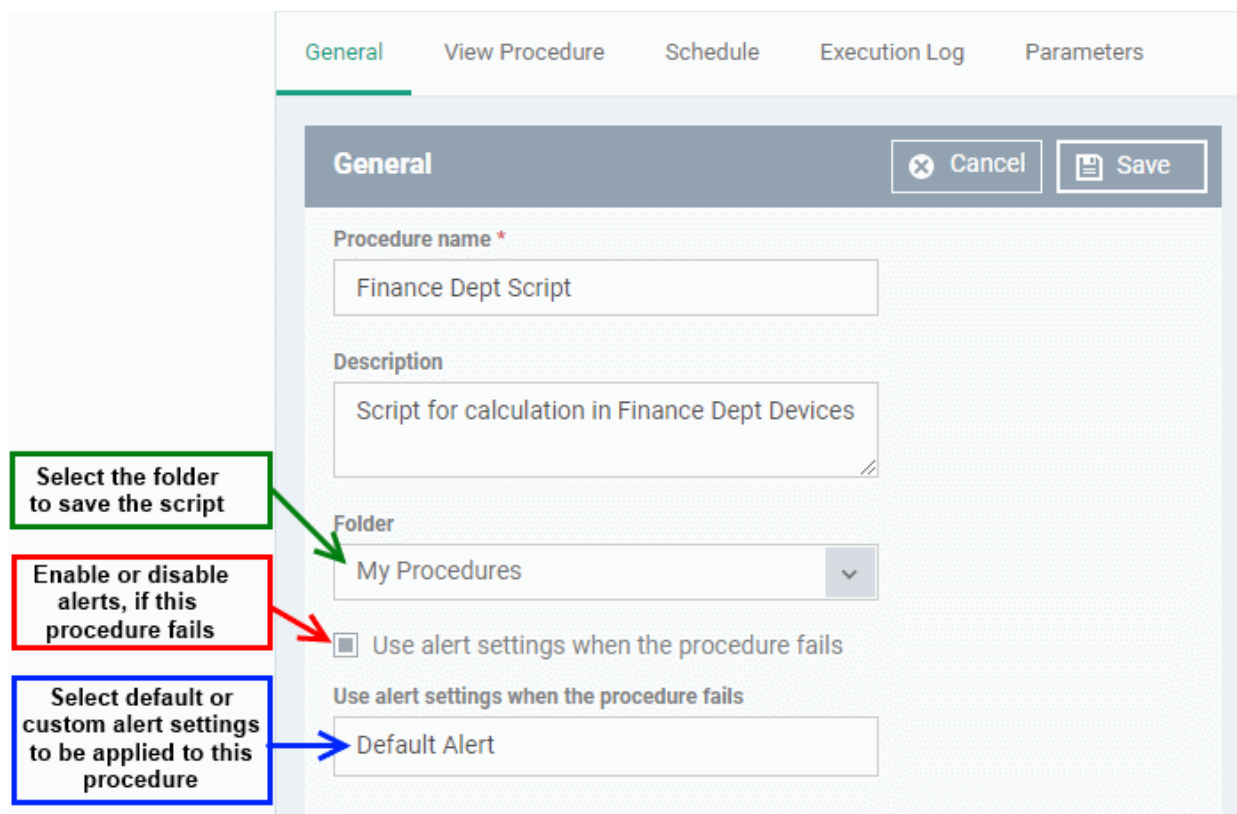 General View Procedure Schedule Execution Log Parameters
General
Cancel
Save
Procedure name *
Finance Dept Script
Description
Script for calculation in Finance Dept Devices
Select the folder
to save the script
Folder
My Procedures
Enable or disable
alerts, if this
procedure fails
Use alert settings when the procedure fails
Use alert settings when the procedure fails
Select default or
custom alert settings
to be applied to this
procedure
Default Alert